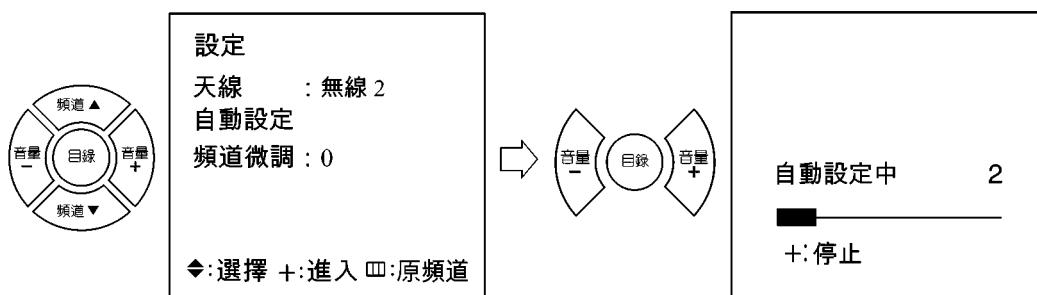 頻道▲
音量
−
目錄
音量
+
頻道▼
設定
天線 : 無線 2
自動設定
頻道微調 : 0
◆:選擇 +:進入 �汩:原頻道
音量
−
目錄
音量
+
自動設定中 2
+:停止